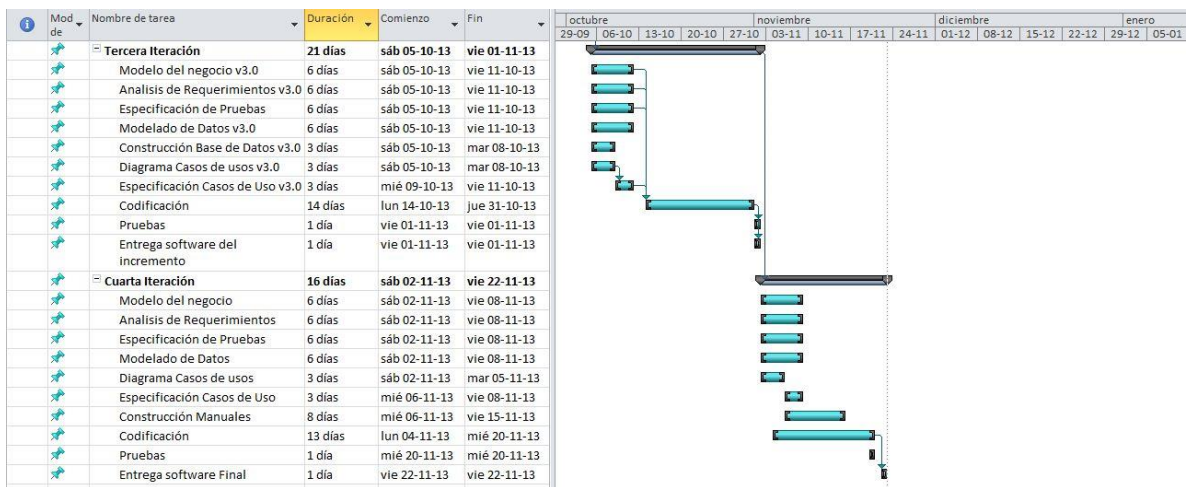 Mod de Nombre de tarea Duración Comienzo Fin octubre noviembre diciembre enero
29-09 06-10 13-10 20-10 27-10 03-11 10-11 17-11 24-11 01-12 08-12 15-12 22-12 29-12 05-01
Tercera Iteración 21 días sáb 05-10-13 vie 01-11-13
Modelo del negocio v3.0 6 días sáb 05-10-13 vie 11-10-13
Analisis de Requerimientos v3.0 6 días sáb 05-10-13 vie 11-10-13
Especificación de Pruebas 6 días sáb 05-10-13 vie 11-10-13
Modelado de Datos v3.0 6 días sáb 05-10-13 vie 11-10-13
Construcción Base de Datos v3.0 3 días sáb 05-10-13 mar 08-10-13
Diagrama Casos de usos v3.0 3 días sáb 05-10-13 mar 08-10-13
Especificación Casos de Uso v3.0 3 días mié 09-10-13 vie 11-10-13
Codificación 14 días lun 14-10-13 jue 31-10-13
Pruebas 1 día vie 01-11-13 vie 01-11-13
Entrega software del 1 día vie 01-11-13 vie 01-11-13
incremento
Cuarta Iteración 16 días sáb 02-11-13 vie 22-11-13
Modelo del negocio 6 días sáb 02-11-13 vie 08-11-13
Analisis de Requerimientos 6 días sáb 02-11-13 vie 08-11-13
Especificación de Pruebas 6 días sáb 02-11-13 vie 08-11-13
Modelado de Datos 6 días sáb 02-11-13 vie 08-11-13
Diagrama Casos de usos 3 días sáb 02-11-13 mar 05-11-13
Especificación Casos de Uso 3 días mié 06-11-13 vie 08-11-13
Construcción Manuales 8 días mié 06-11-13 vie 15-11-13
Codificación 13 días lun 04-11-13 mié 20-11-13
Pruebas 1 día mié 20-11-13 mié 20-11-13
Entrega software Final 1 día vie 22-11-13 vie 22-11-13